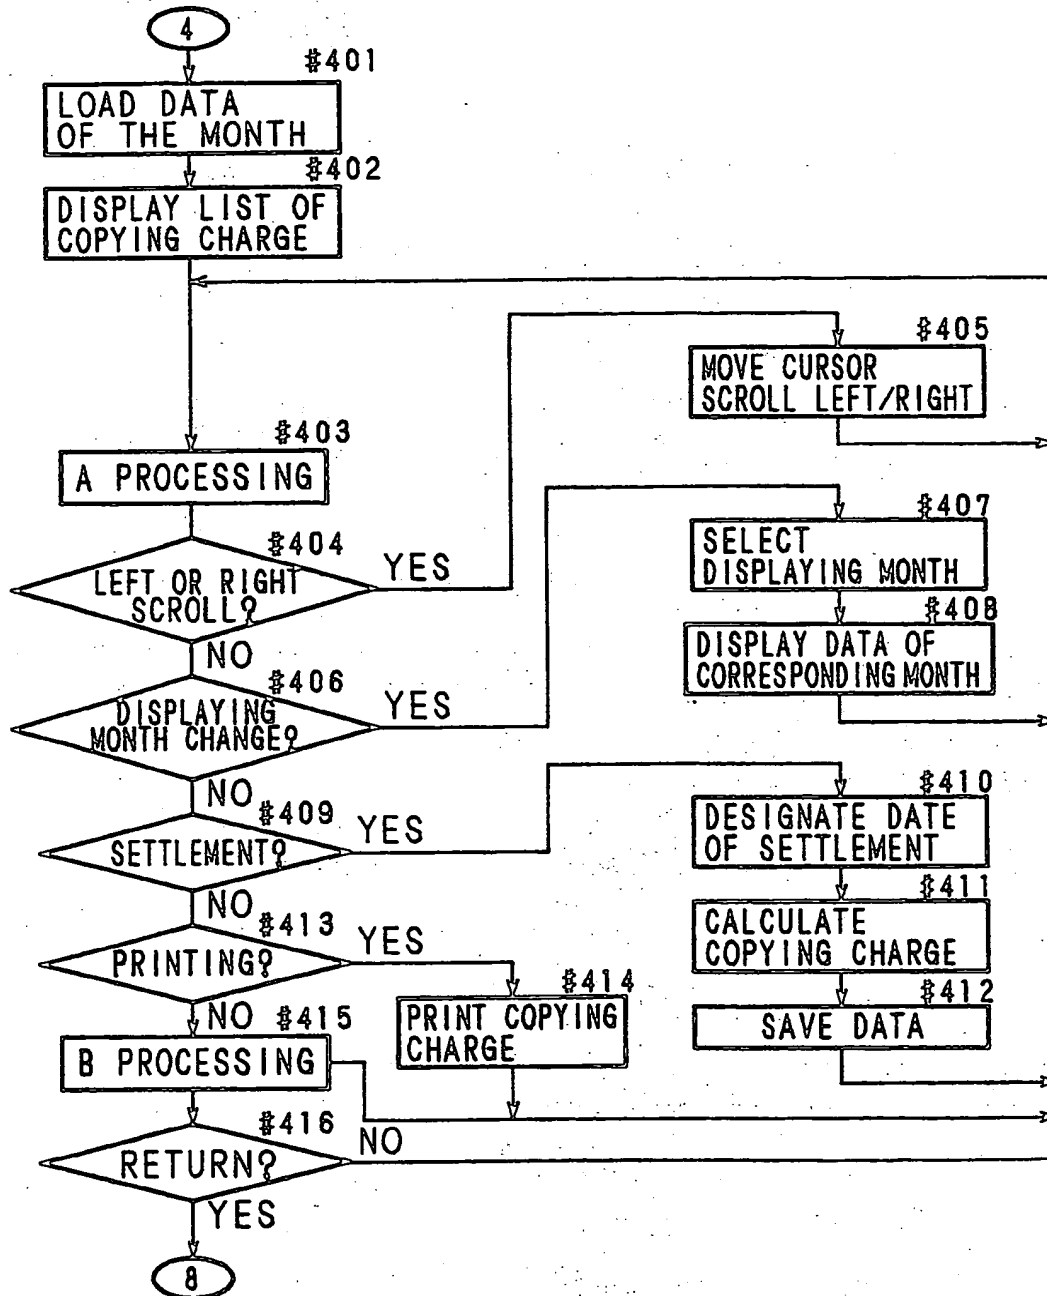 4
#401
LOAD DATA
OF THE MONTH
#402
DISPLAY LIST OF
COPYING CHARGE
#405
MOVE CURSOR
SCROLL LEFT/RIGHT
#403
A PROCESSING
#404
LEFT OR RIGHT
SCROLL?
YES
NO
#407
SELECT
DISPLAYING MONTH
#408
DISPLAY DATA OF
CORRESPONDING MONTH
#406
DISPLAYING
MONTH CHANGE?
YES
NO
#409
SETTLEMENT?
YES
NO
#410
DESIGNATE DATE
OF SETTLEMENT
#411
CALCULATE
COPYING CHARGE
#412
SAVE DATA
#413
PRINTING?
YES
NO
#414
PRINT COPYING
CHARGE
#415
B PROCESSING
#416
RETURN?
NO
YES
8